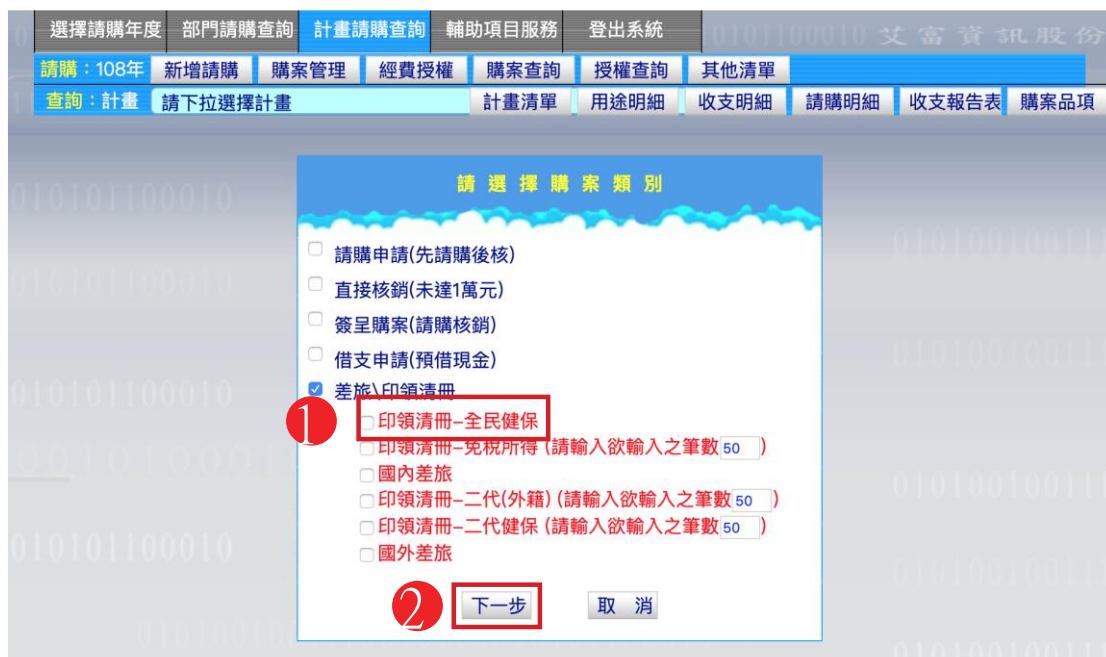 選擇請購年度 部門請購查詢 計畫請購查詢 輔助項目服務 登出系統
艾富資訊股份
請購：108年 新增請購 購案管理 經費授權 購案查詢 授權查詢 其他清單
查詢：計畫 請下拉選擇計畫 計畫清單 用途明細 收支明細 請購明細 收支報告表 購案品項
請選擇購案類別
請購申請(先請購後核)
直接核銷(未達1萬元)
簽呈購案(請購核銷)
借支申請(預借現金)
差旅\印領清冊
1 印領清冊–全民健保
印領清冊–免稅所得 (請輸入欲輸入之筆數 50 )
國內差旅
印領清冊–二代(外籍) (請輸入欲輸入之筆數 50 )
印領清冊–二代健保 (請輸入欲輸入之筆數 50 )
國外差旅
2 下一步 取 消